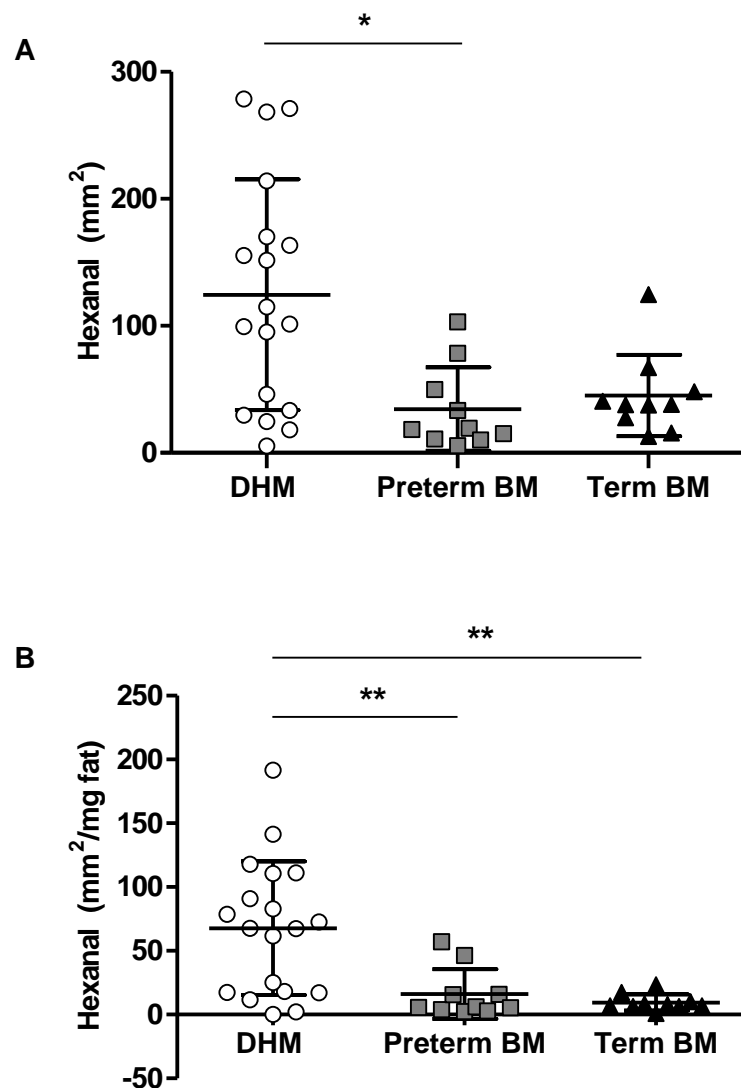 A
*
300
200
100
0
Hexanal (mm²)
DHM
Preterm BM
Term BM
B
**
**
250
200
150
100
50
0
-50
Hexanal (mm²/mg fat)
DHM
Preterm BM
Term BM